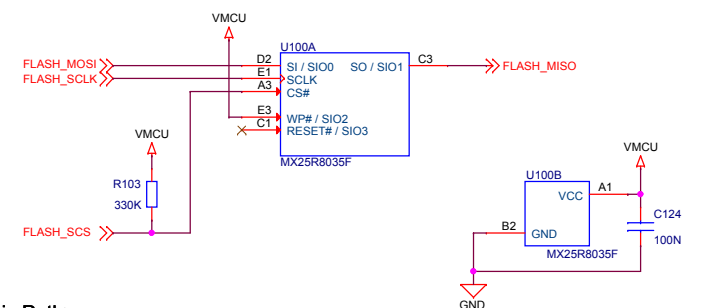 VMCU
U100A
FLASH_MOSI D2 SI / SIO0 SO / SIO1 C3 FLASH_MISO
FLASH_SCLK E1 SCLK
A3 CS#
E3 WP# / SIO2
C1 RESET# / SIO3
MX25R8035F
VMCU
R103
330K
FLASH_SCS
VMCU
U100B
VCC A1
C124
100N
B2 GND
MX25R8035F
GND